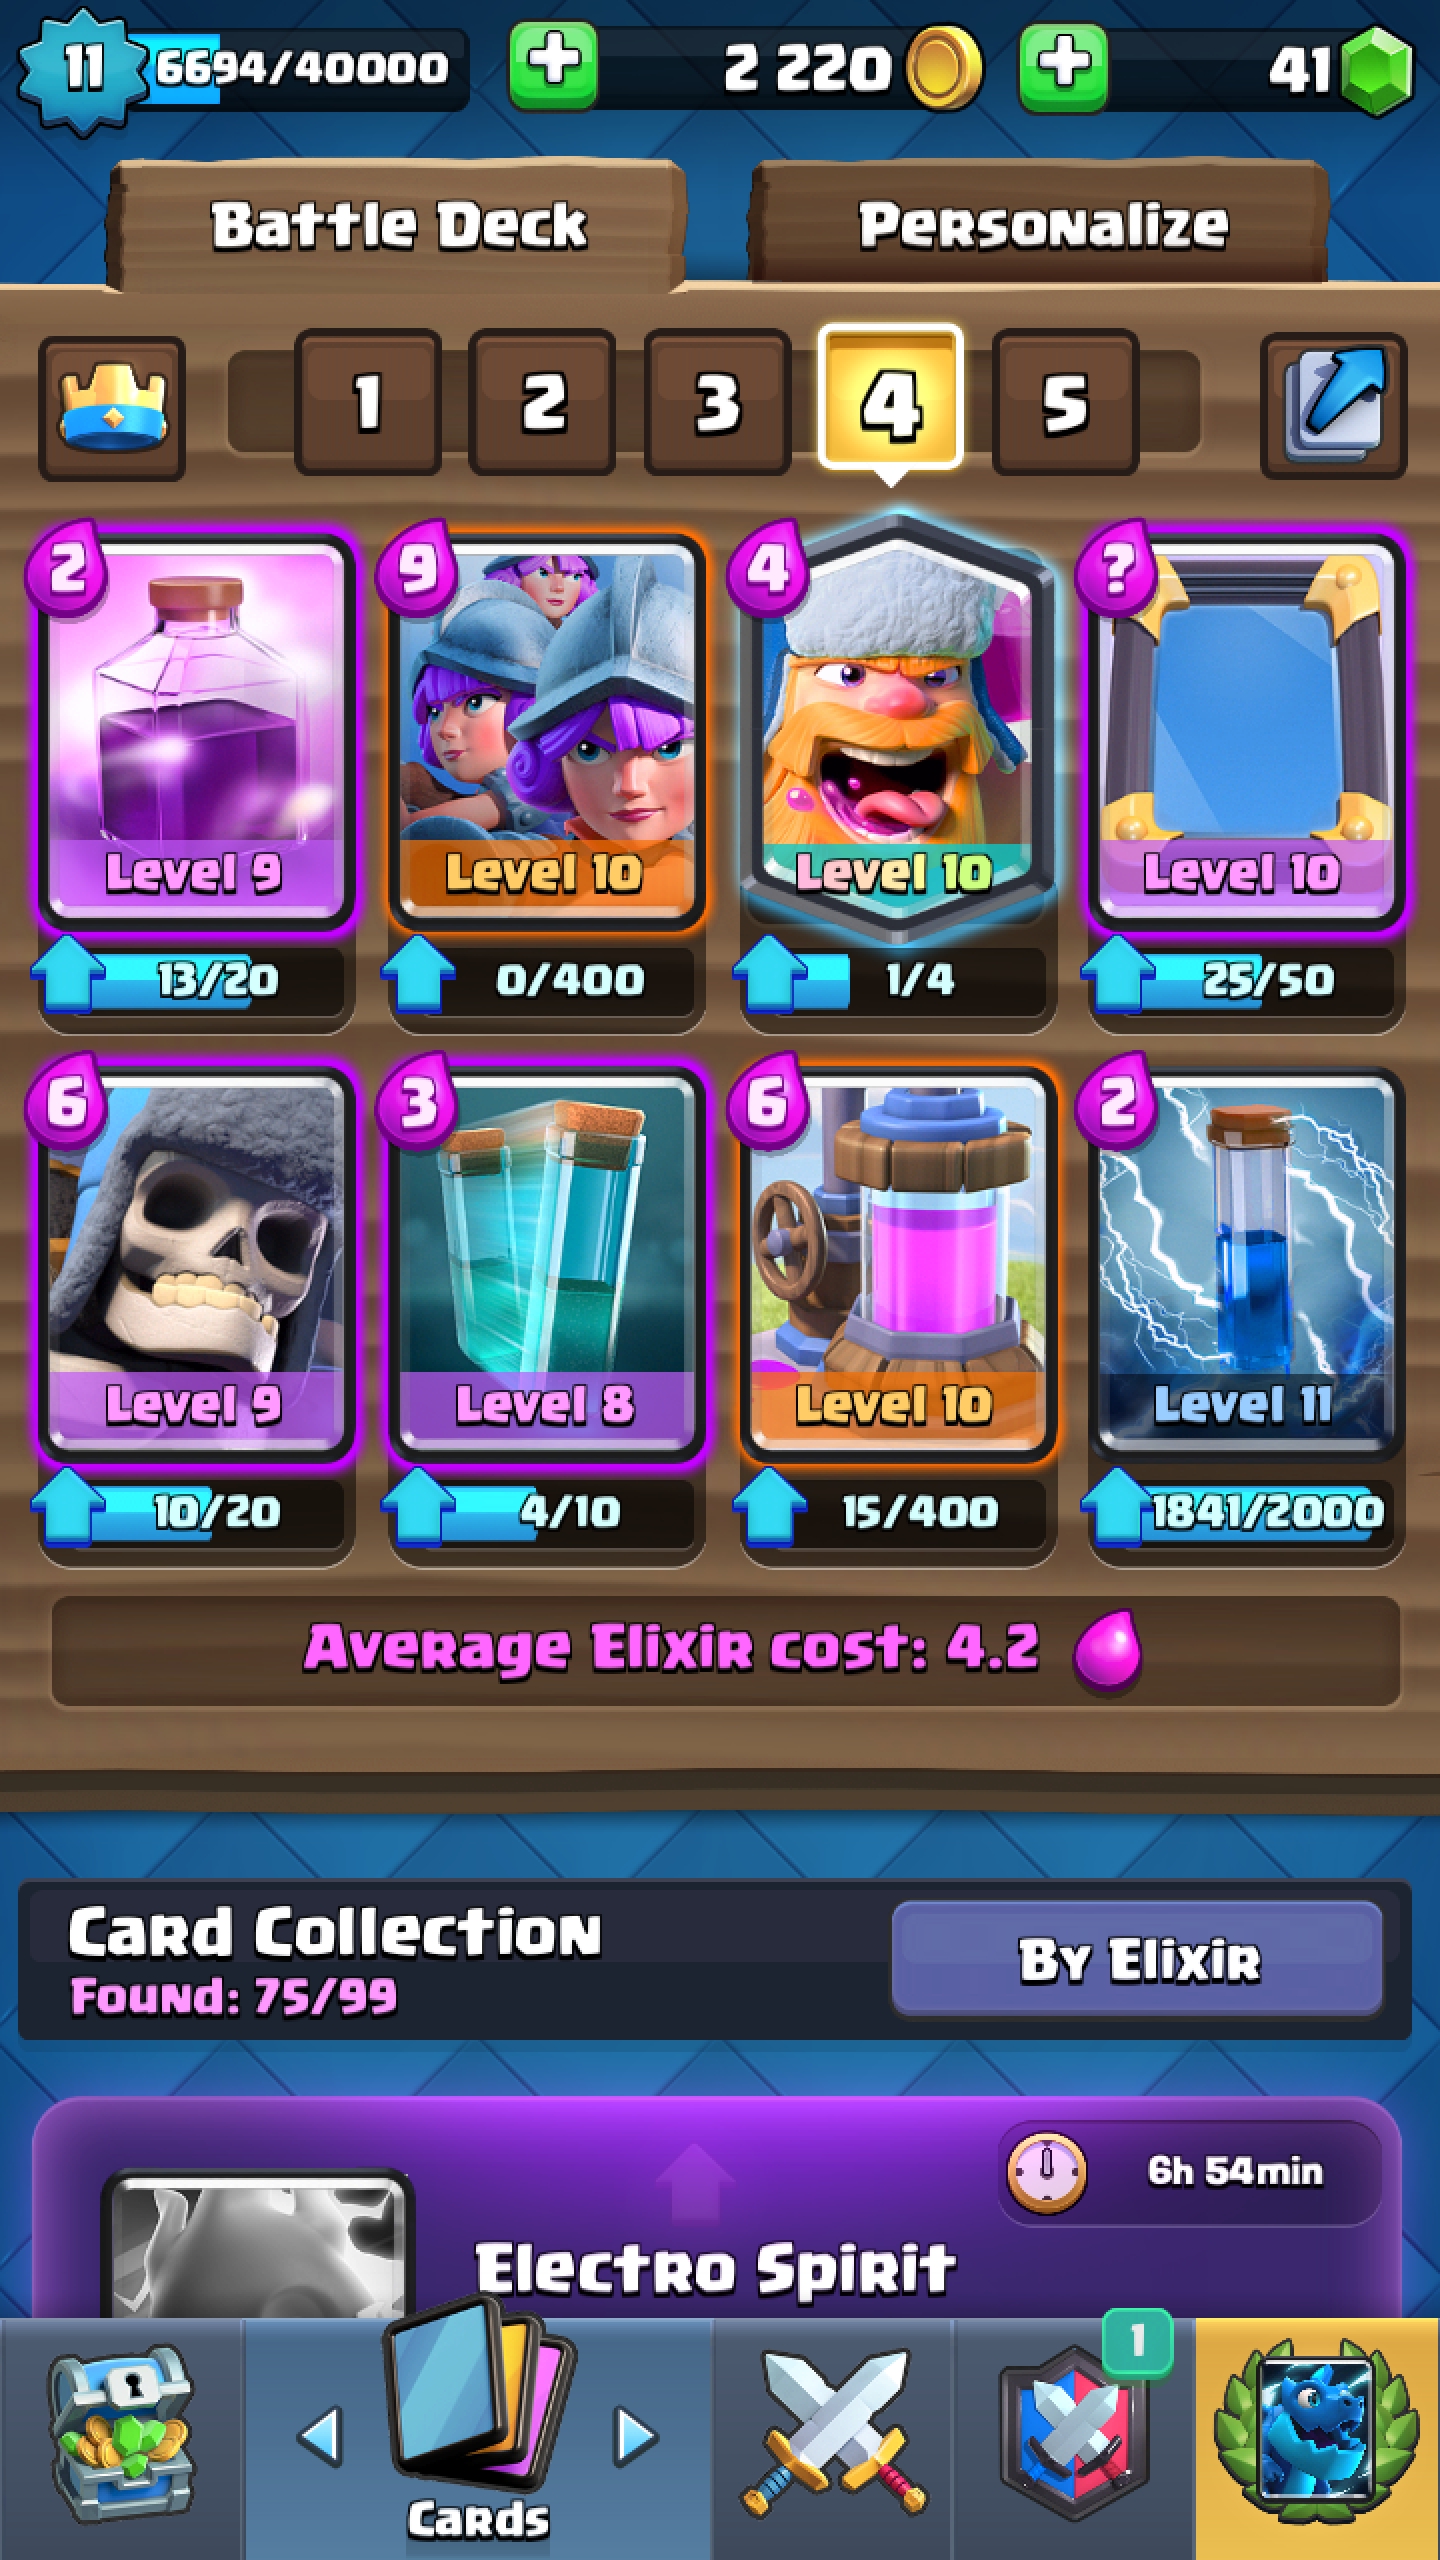 11
6694/40000
2 220
41
Battle Deck
Personalize
1
2
3
4
5
2
9
4
?
Level 9
Level 10
Level 10
Level 10
13/20
0/400
1/4
25/50
6
3
6
2
Level 9
Level 8
Level 10
Level 11
10/20
4/10
15/400
1841/2000
Average Elixir cost: 4.2
Card Collection
Found: 75/99
By Elixir
6h 54min
Electro Spirit
1
Cards